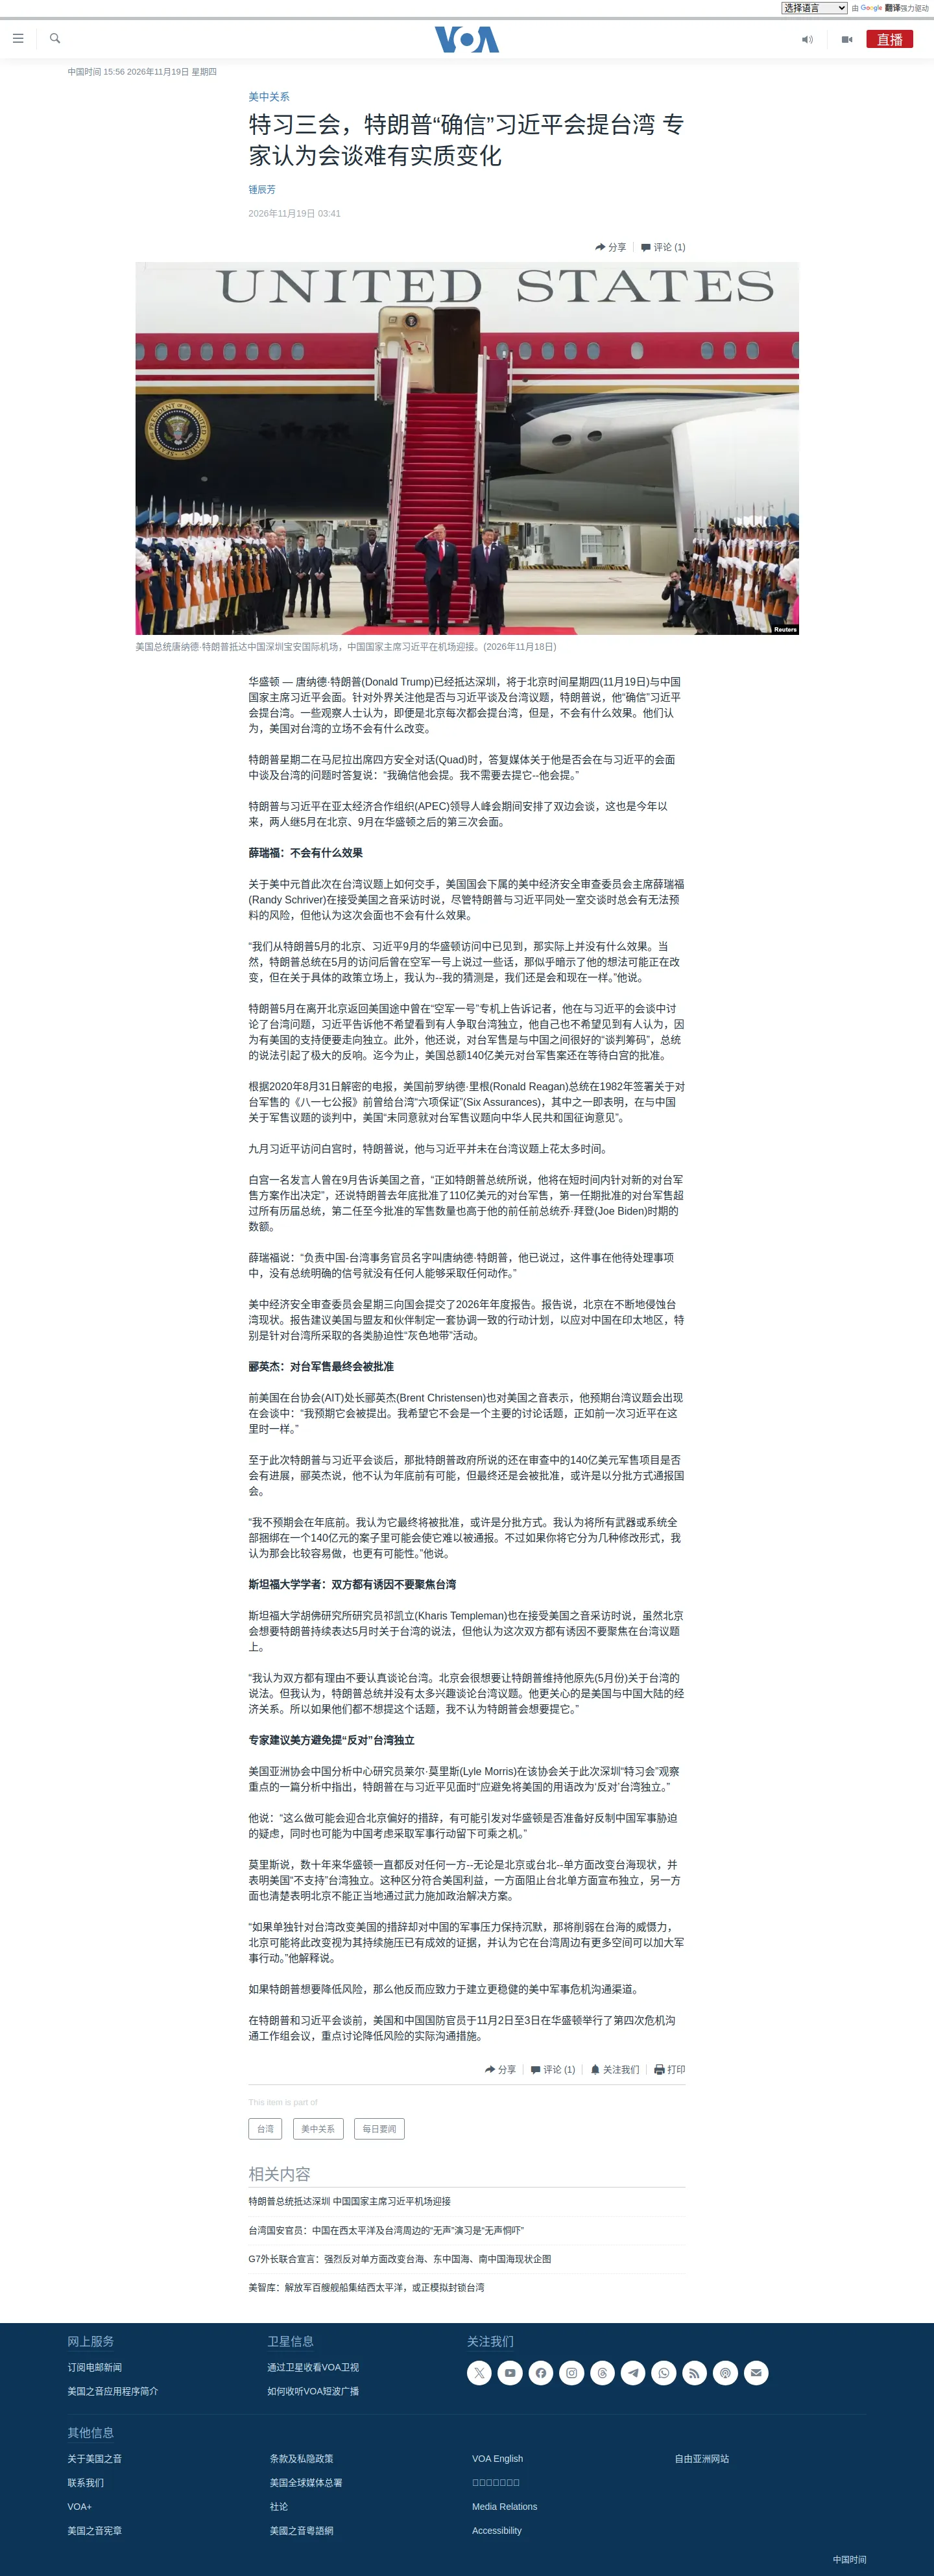 选择语言
由 Google 翻译强力驱动
VOA
直播
中国时间 15:56 2026年11月19日 星期四
美中关系
特习三会，特朗普“确信”习近平会提台湾 专
家认为会谈难有实质变化
锺辰芳
2026年11月19日 03:41
分享
评论 (1)
UNITED STATES
Reuters
美国总统唐纳德·特朗普抵达中国深圳宝安国际机场，中国国家主席习近平在机场迎接。(2026年11月18日)
华盛顿 — 唐纳德·特朗普(Donald Trump)已经抵达深圳，将于北京时间星期四(11月19日)与中国
国家主席习近平会面。针对外界关注他是否与习近平谈及台湾议题，特朗普说，他“确信”习近平
会提台湾。一些观察人士认为，即便是北京每次都会提台湾，但是，不会有什么效果。他们认
为，美国对台湾的立场不会有什么改变。
特朗普星期二在马尼拉出席四方安全对话(Quad)时，答复媒体关于他是否会在与习近平的会面
中谈及台湾的问题时答复说：“我确信他会提。我不需要去提它--他会提。”
特朗普与习近平在亚太经济合作组织(APEC)领导人峰会期间安排了双边会谈，这也是今年以
来，两人继5月在北京、9月在华盛顿之后的第三次会面。
薛瑞福：不会有什么效果
关于美中元首此次在台湾议题上如何交手，美国国会下属的美中经济安全审查委员会主席薛瑞福
(Randy Schriver)在接受美国之音采访时说，尽管特朗普与习近平同处一室交谈时总会有无法预
料的风险，但他认为这次会面也不会有什么效果。
“我们从特朗普5月的北京、习近平9月的华盛顿访问中已见到，那实际上并没有什么效果。当
然，特朗普总统在5月的访问后曾在空军一号上说过一些话，那似乎暗示了他的想法可能正在改
变，但在关于具体的政策立场上，我认为--我的猜测是，我们还是会和现在一样。”他说。
特朗普5月在离开北京返回美国途中曾在“空军一号”专机上告诉记者，他在与习近平的会谈中讨
论了台湾问题，习近平告诉他不希望看到有人争取台湾独立，他自己也不希望见到有人认为，因
为有美国的支持便要走向独立。此外，他还说，对台军售是与中国之间很好的“谈判筹码”，总统
的说法引起了极大的反响。迄今为止，美国总额140亿美元对台军售案还在等待白宫的批准。
根据2020年8月31日解密的电报，美国前罗纳德·里根(Ronald Reagan)总统在1982年签署关于对
台军售的《八一七公报》前曾给台湾“六项保证”(Six Assurances)，其中之一即表明，在与中国
关于军售议题的谈判中，美国“未同意就对台军售议题向中华人民共和国征询意见”。
九月习近平访问白宫时，特朗普说，他与习近平并未在台湾议题上花太多时间。
白宫一名发言人曾在9月告诉美国之音，“正如特朗普总统所说，他将在短时间内针对新的对台军
售方案作出决定”，还说特朗普去年底批准了110亿美元的对台军售，第一任期批准的对台军售超
过所有历届总统，第二任至今批准的军售数量也高于他的前任前总统乔·拜登(Joe Biden)时期的
数额。
薛瑞福说：“负责中国-台湾事务官员名字叫唐纳德·特朗普，他已说过，这件事在他待处理事项
中，没有总统明确的信号就没有任何人能够采取任何动作。”
美中经济安全审查委员会星期三向国会提交了2026年年度报告。报告说，北京在不断地侵蚀台
湾现状。报告建议美国与盟友和伙伴制定一套协调一致的行动计划，以应对中国在印太地区，特
别是针对台湾所采取的各类胁迫性“灰色地带”活动。
郦英杰：对台军售最终会被批准
前美国在台协会(AIT)处长郦英杰(Brent Christensen)也对美国之音表示，他预期台湾议题会出现
在会谈中：“我预期它会被提出。我希望它不会是一个主要的讨论话题，正如前一次习近平在这
里时一样。”
至于此次特朗普与习近平会谈后，那批特朗普政府所说的还在审查中的140亿美元军售项目是否
会有进展，郦英杰说，他不认为年底前有可能，但最终还是会被批准，或许是以分批方式通报国
会。
“我不预期会在年底前。我认为它最终将被批准，或许是分批方式。我认为将所有武器或系统全
部捆绑在一个140亿元的案子里可能会使它难以被通报。不过如果你将它分为几种修改形式，我
认为那会比较容易做，也更有可能性。”他说。
斯坦福大学学者：双方都有诱因不要聚焦台湾
斯坦福大学胡佛研究所研究员祁凯立(Kharis Templeman)也在接受美国之音采访时说，虽然北京
会想要特朗普持续表达5月时关于台湾的说法，但他认为这次双方都有诱因不要聚焦在台湾议题
上。
“我认为双方都有理由不要认真谈论台湾。北京会很想要让特朗普维持他原先(5月份)关于台湾的
说法。但我认为，特朗普总统并没有太多兴趣谈论台湾议题。他更关心的是美国与中国大陆的经
济关系。所以如果他们都不想提这个话题，我不认为特朗普会想要提它。”
专家建议美方避免提“反对”台湾独立
美国亚洲协会中国分析中心研究员莱尔·莫里斯(Lyle Morris)在该协会关于此次深圳“特习会”观察
重点的一篇分析中指出，特朗普在与习近平见面时“应避免将美国的用语改为‘反对’台湾独立。”
他说：“这么做可能会迎合北京偏好的措辞，有可能引发对华盛顿是否准备好反制中国军事胁迫
的疑虑，同时也可能为中国考虑采取军事行动留下可乘之机。”
莫里斯说，数十年来华盛顿一直都反对任何一方--无论是北京或台北--单方面改变台海现状，并
表明美国“不支持”台湾独立。这种区分符合美国利益，一方面阻止台北单方面宣布独立，另一方
面也清楚表明北京不能正当地通过武力施加政治解决方案。
“如果单独针对台湾改变美国的措辞却对中国的军事压力保持沉默，那将削弱在台海的威慑力，
北京可能将此改变视为其持续施压已有成效的证据，并认为它在台湾周边有更多空间可以加大军
事行动。”他解释说。
如果特朗普想要降低风险，那么他反而应致力于建立更稳健的美中军事危机沟通渠道。
在特朗普和习近平会谈前，美国和中国国防官员于11月2日至3日在华盛顿举行了第四次危机沟
通工作组会议，重点讨论降低风险的实际沟通措施。
分享
评论 (1)
关注我们
打印
This item is part of
台湾
美中关系
每日要闻
相关内容
特朗普总统抵达深圳 中国国家主席习近平机场迎接
台湾国安官员：中国在西太平洋及台湾周边的“无声”演习是“无声恫吓”
G7外长联合宣言：强烈反对单方面改变台海、东中国海、南中国海现状企图
美智库：解放军百艘舰船集结西太平洋，或正模拟封锁台湾
网上服务
卫星信息
关注我们
订阅电邮新闻
通过卫星收看VOA卫视
美国之音应用程序简介
如何收听VOA短波广播
其他信息
关于美国之音
条款及私隐政策
VOA English
自由亚洲网站
联系我们
美国全球媒体总署
VOA+
社论
Media Relations
美国之音宪章
美國之音粵語網
Accessibility
中国时间